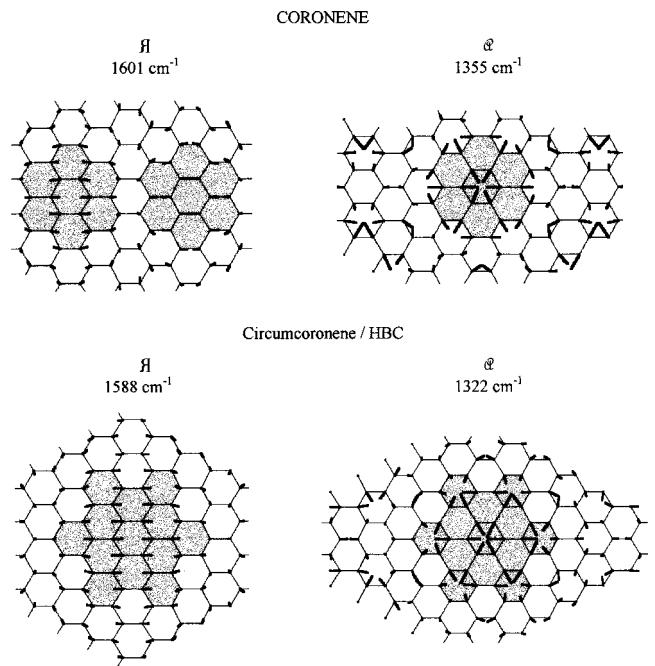 CORONENE
Я
1601 cm⁻¹
1355 cm⁻¹
Circumcoronene / HBC
Я
1588 cm⁻¹
1322 cm⁻¹